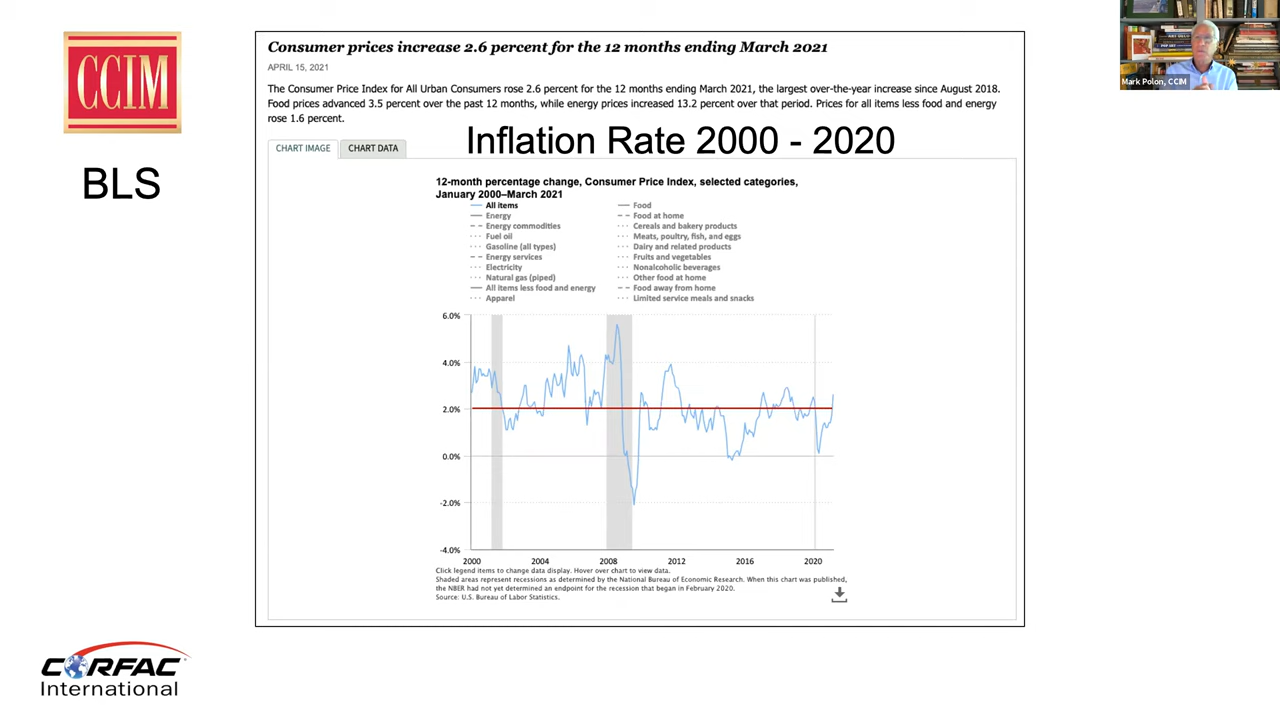 Consumer prices increase 2.6 percent for the 12 months ending March 2021
APRIL 15, 2021
The Consumer Price Index for All Urban Consumers rose 2.6 percent for the 12 months ending March 2021, the largest over-the-year increase since August 2018.
Food prices advanced 3.5 percent over the past 12 months, while energy prices increased 13.2 percent over that period. Prices for all items less food and energy
rose 1.6 percent.
CCIM
BLS
Mark Polon, CCIM
Inflation Rate 2000 - 2020
CHART IMAGE
CHART DATA
12-month percentage change, Consumer Price Index, selected categories,
January 2000–March 2021
All items
Energy
Energy commodities
Fuel oil
Gasoline (all types)
Energy services
Electricity
Natural gas (piped)
All items less food and energy
Apparel
Food
Food at home
Cereals and bakery products
Meats, poultry, fish, and eggs
Dairy and related products
Fruits and vegetables
Nonalcoholic beverages
Other food at home
Food away from home
Limited service meals and snacks
6.0%
4.0%
2.0%
0.0%
-2.0%
-4.0%
2000 2004 2008 2012 2016 2020
Click legend items to change data display. Hover over chart to view data.
Shaded areas represent recessions as determined by the National Bureau of Economic Research. When this chart was published,
the NBER had not yet determined an endpoint for the recession that began in February 2020.
Source: U.S. Bureau of Labor Statistics.
CORFAC
International